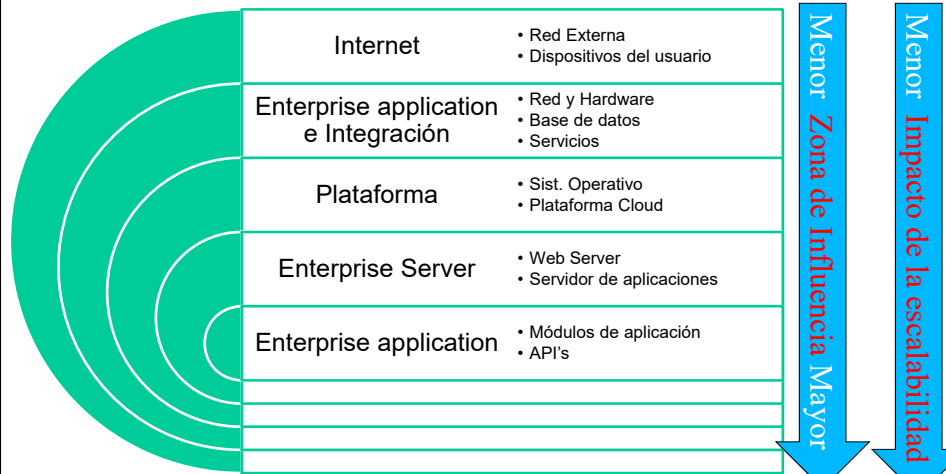 Internet
• Red Externa
• Dispositivos del usuario
Enterprise application
e Integración
• Red y Hardware
• Base de datos
• Servicios
Plataforma
• Sist. Operativo
• Plataforma Cloud
Enterprise Server
• Web Server
• Servidor de aplicaciones
Enterprise application
• Módulos de aplicación
• API's
Menor Zona de Influencia Mayor
Menor Impacto de la escalabilidad